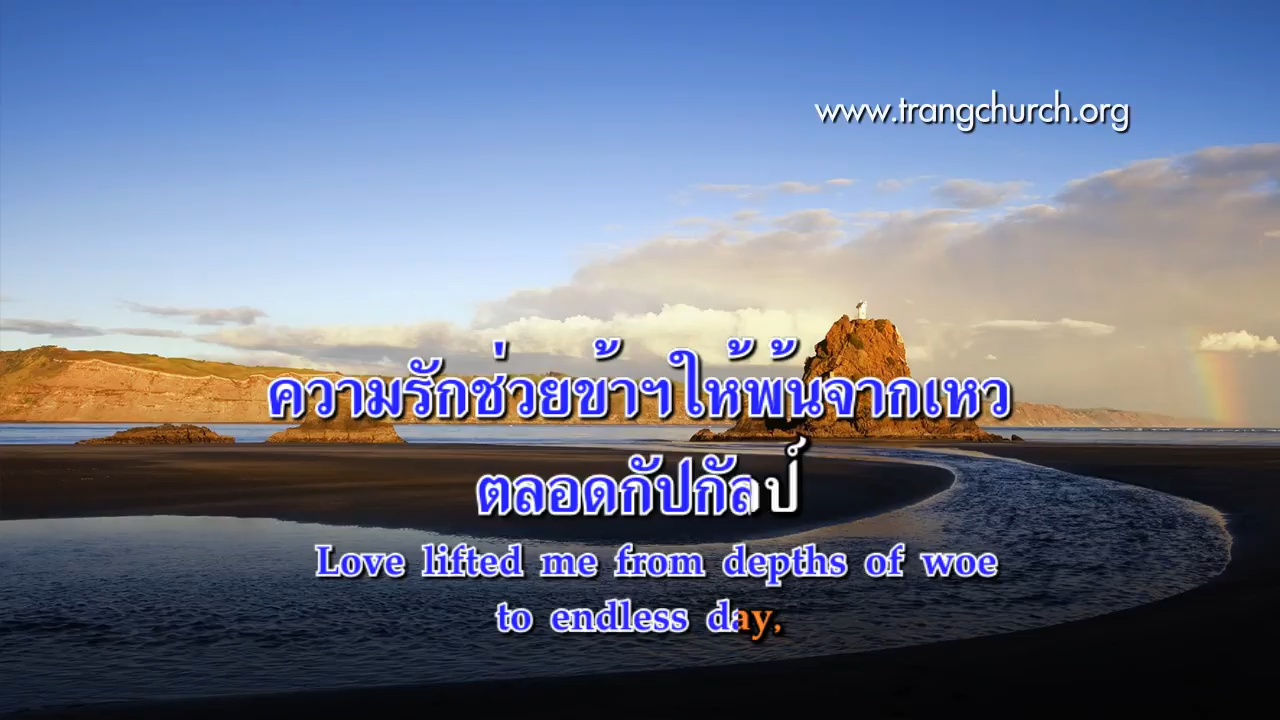 www.trangchurch.org
ความรักช่วยข้าฯให้พ้นจากเหว
ตลอดกัปกัลป์
Love lifted me from depths of woe
to endless day,